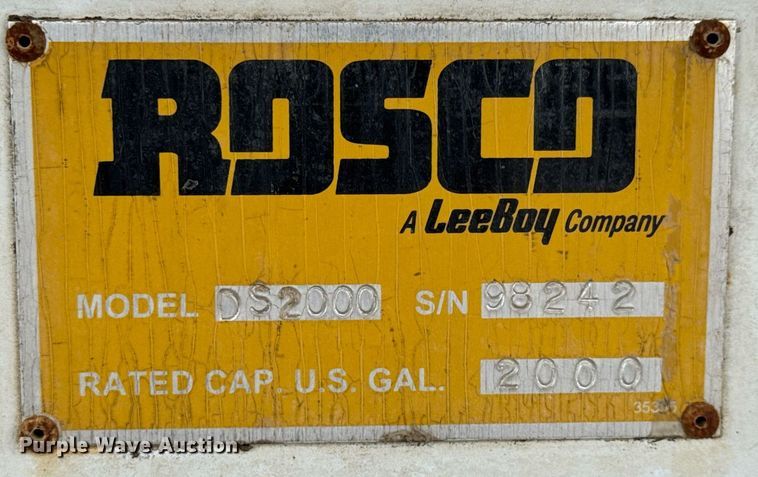 ROSCO
A LeeBoy Company
MODEL DS2000 S/N 98242
RATED CAP. U.S. GAL. 2000
Purple Wave Auction